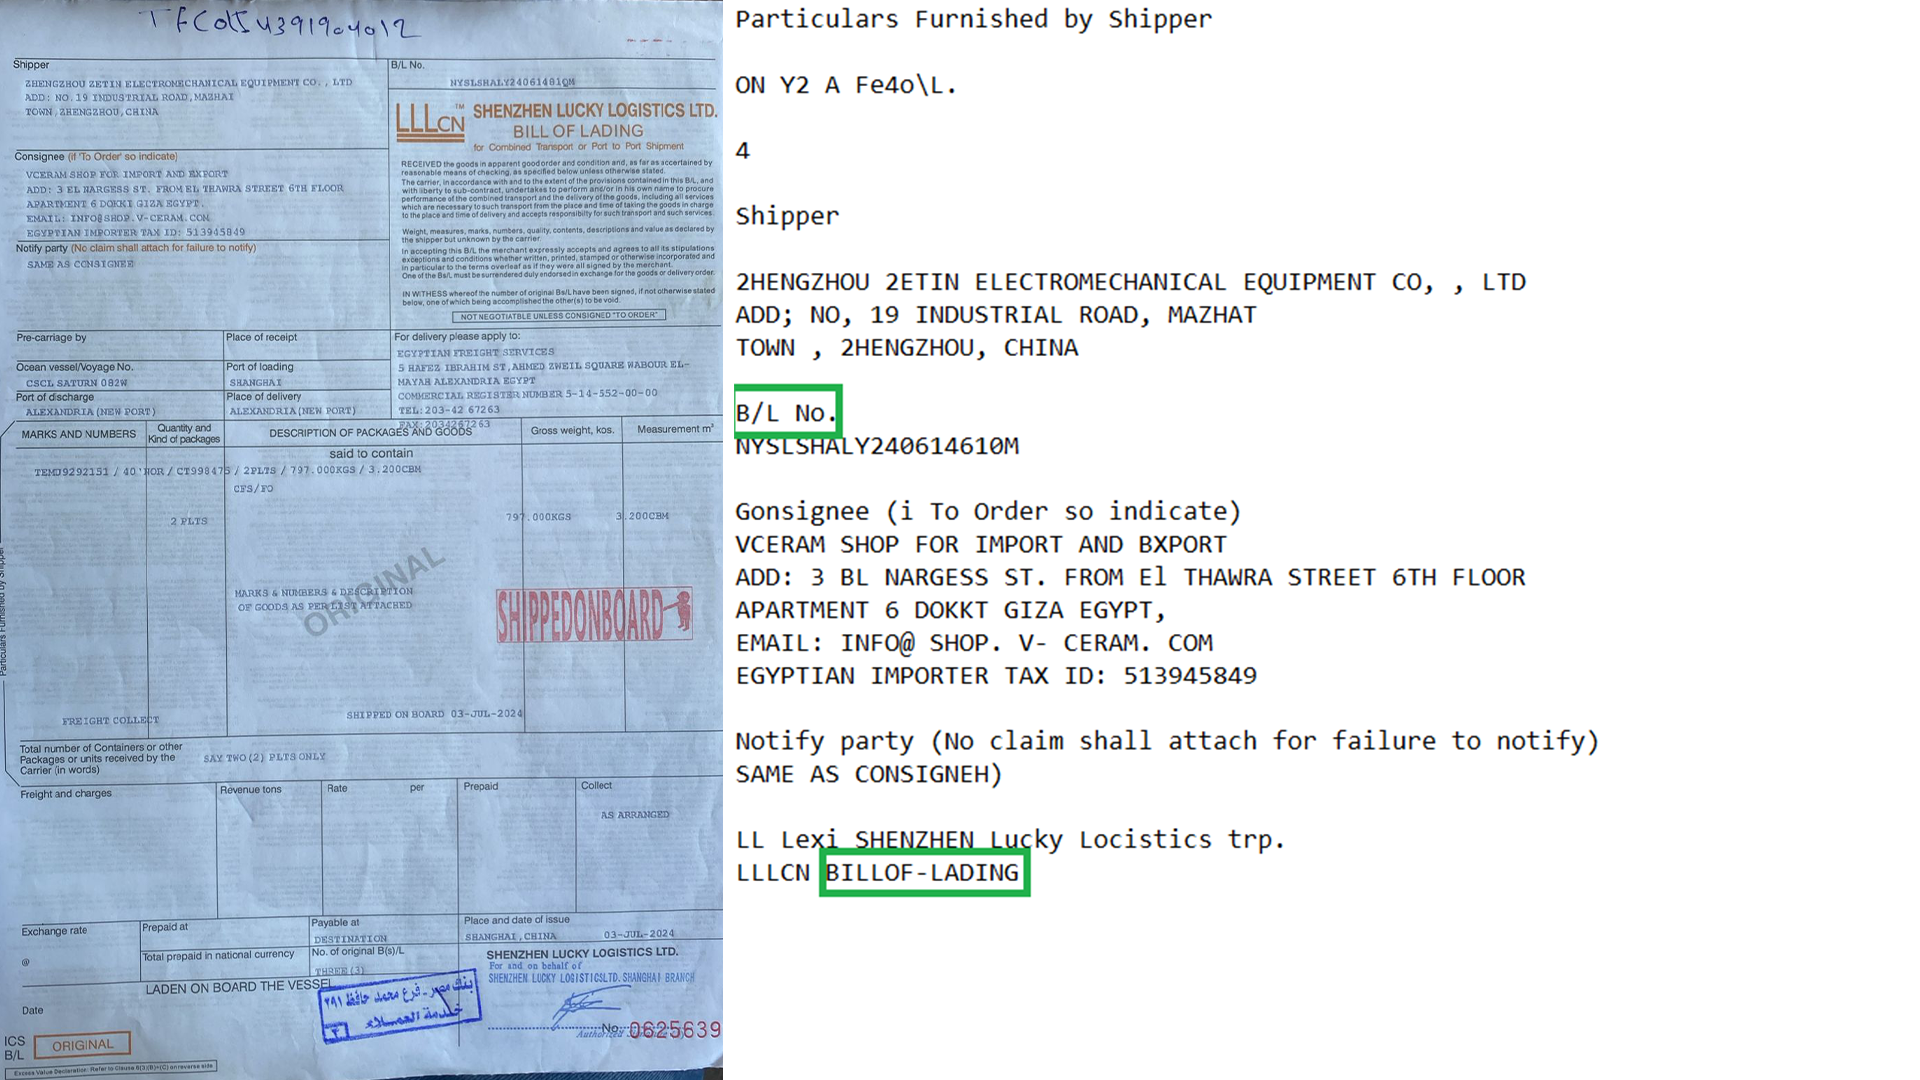 TFC0154391904012
Shipper
ZHENGZHOU ZETIN ELECTROMECHANICAL EQUIPMENT CO., LTD
ADD: NO.19 INDUSTRIAL ROAD,MAZHAI
TOWN,ZHENGZHOU,CHINA
B/L No.
NYSLSHALY240614610M
LLLCN™
SHENZHEN LUCKY LOGISTICS LTD.
BILL OF LADING
for Combined Transport or Port to Port Shipment
Consignee (if 'To Order' so indicate)
VCERAM SHOP FOR IMPORT AND EXPORT
ADD: 3 EL NARGESS ST. FROM EL THAWRA STREET 6TH FLOOR
APARTMENT 6 DOKKI GIZA EGYPT.
EMAIL: INFO@SHOP.V-CERAM.COM
EGYPTIAN IMPORTER TAX ID: 513945849
RECEIVED the goods in apparent good order and condition and, as far as ascertained by
reasonable means of checking, as specified below unless otherwise stated.
The carrier, in accordance with and to the extent of the provisions contained in this B/L, and
with liberty to sub-contract, undertakes to perform and/or in his own name to procure
performance of the combined transport and the delivery of the goods, including all services
which are necessary to such transport from the place and time of taking the goods in charge
to the place and time of delivery and accepts responsibility for such transport and such services.
Weight, measures, marks, numbers, quality, contents, descriptions and value as declared by
the shipper but unknown by the carrier.
In accepting this B/L the merchant expressly accepts and agrees to all its stipulations
exceptions and conditions whether written, printed, stamped or otherwise incorporated and
in particular to the terms overleaf as if they were all signed by the merchant.
One of the Bs/L must be surrendered duly endorsed in exchange for the goods or delivery order.
IN WITNESS whereof the number of original Bs/L have been signed, if not otherwise stated
below, one of which being accomplished the other(s) to be void.
NOT NEGOTIATBLE UNLESS CONSIGNED "TO ORDER"
Notify party (No claim shall attach for failure to notify)
SAME AS CONSIGNEE
Pre-carriage by
Place of receipt
For delivery please apply to:
EGYPTIAN FREIGHT SERVICES
5 HAFEZ IBRAHIM ST,AHMED ZWEIL SQUARE WABOUR EL-
MAYAH ALEXANDRIA EGYPT
COMMERCIAL REGISTER NUMBER 5-14-552-00-00
TEL:203-42 67263
FAX:2034267263
Ocean vessel/Voyage No.
CSCL SATURN 082W
Port of loading
SHANGHAI
Port of discharge
ALEXANDRIA(NEW PORT)
Place of delivery
ALEXANDRIA(NEW PORT)
MARKS AND NUMBERS
Quantity and
Kind of packages
DESCRIPTION OF PACKAGES AND GOODS
Gross weight, kos.
Measurement m³
said to contain
TEMJ9292151 / 40'NOR / CT998475 / 2PLTS / 797.000KGS / 3.200CBM
CFS/FO
2 PLTS
797.000KGS
3.200CBM
ORIGINAL
MARKS & NUMBERS & DESCRIPTION
OF GOODS AS PER LIST ATTACHED
SHIPPEDONBOARD
Particulars Furnished by Shipper
FREIGHT COLLECT
SHIPPED ON BOARD 03-JUL-2024
Total number of Containers or other
Packages or units received by the
Carrier (in words)
SAY TWO(2) PLTS ONLY
Freight and charges
Revenue tons
Rate
per
Prepaid
Collect
AS ARRANGED
Exchange rate
@
Prepaid at
Payable at
DESTINATION
Place and date of issue
SHANGHAI,CHINA
03-JUL-2024
Total prepaid in national currency
No. of original B(s)/L
THREE(3)
LADEN ON BOARD THE VESSEL
Date
SHENZHEN LUCKY LOGISTICS LTD.
For and on behalf of
SHENZHEN LUCKY LOGISTICSLTD. SHANGHAI BRANCH
بنك مصر - فرع محمد حافظ ٣٩١
خدمة العملاء
٣
No. 0625639
ICS
B/L
ORIGINAL
Excess Value Declaration: Refer to Clause 6(3)(B)+(C) on reverse side
Particulars Furnished by Shipper
ON Y2 A Fe4o\L.
4
Shipper
2HENGZHOU 2ETIN ELECTROMECHANICAL EQUIPMENT CO, , LTD
ADD; NO, 19 INDUSTRIAL ROAD, MAZHAT
TOWN , 2HENGZHOU, CHINA
B/L No.
NYSLSHALY240614610M
Gonsignee (i To Order so indicate)
VCERAM SHOP FOR IMPORT AND BXPORT
ADD: 3 BL NARGESS ST. FROM El THAWRA STREET 6TH FLOOR
APARTMENT 6 DOKKT GIZA EGYPT,
EMAIL: INFO@ SHOP. V- CERAM. COM
EGYPTIAN IMPORTER TAX ID: 513945849
Notify party (No claim shall attach for failure to notify)
SAME AS CONSIGNEH)
LL Lexi SHENZHEN Lucky Locistics trp.
LLLCN BILLOF-LADING